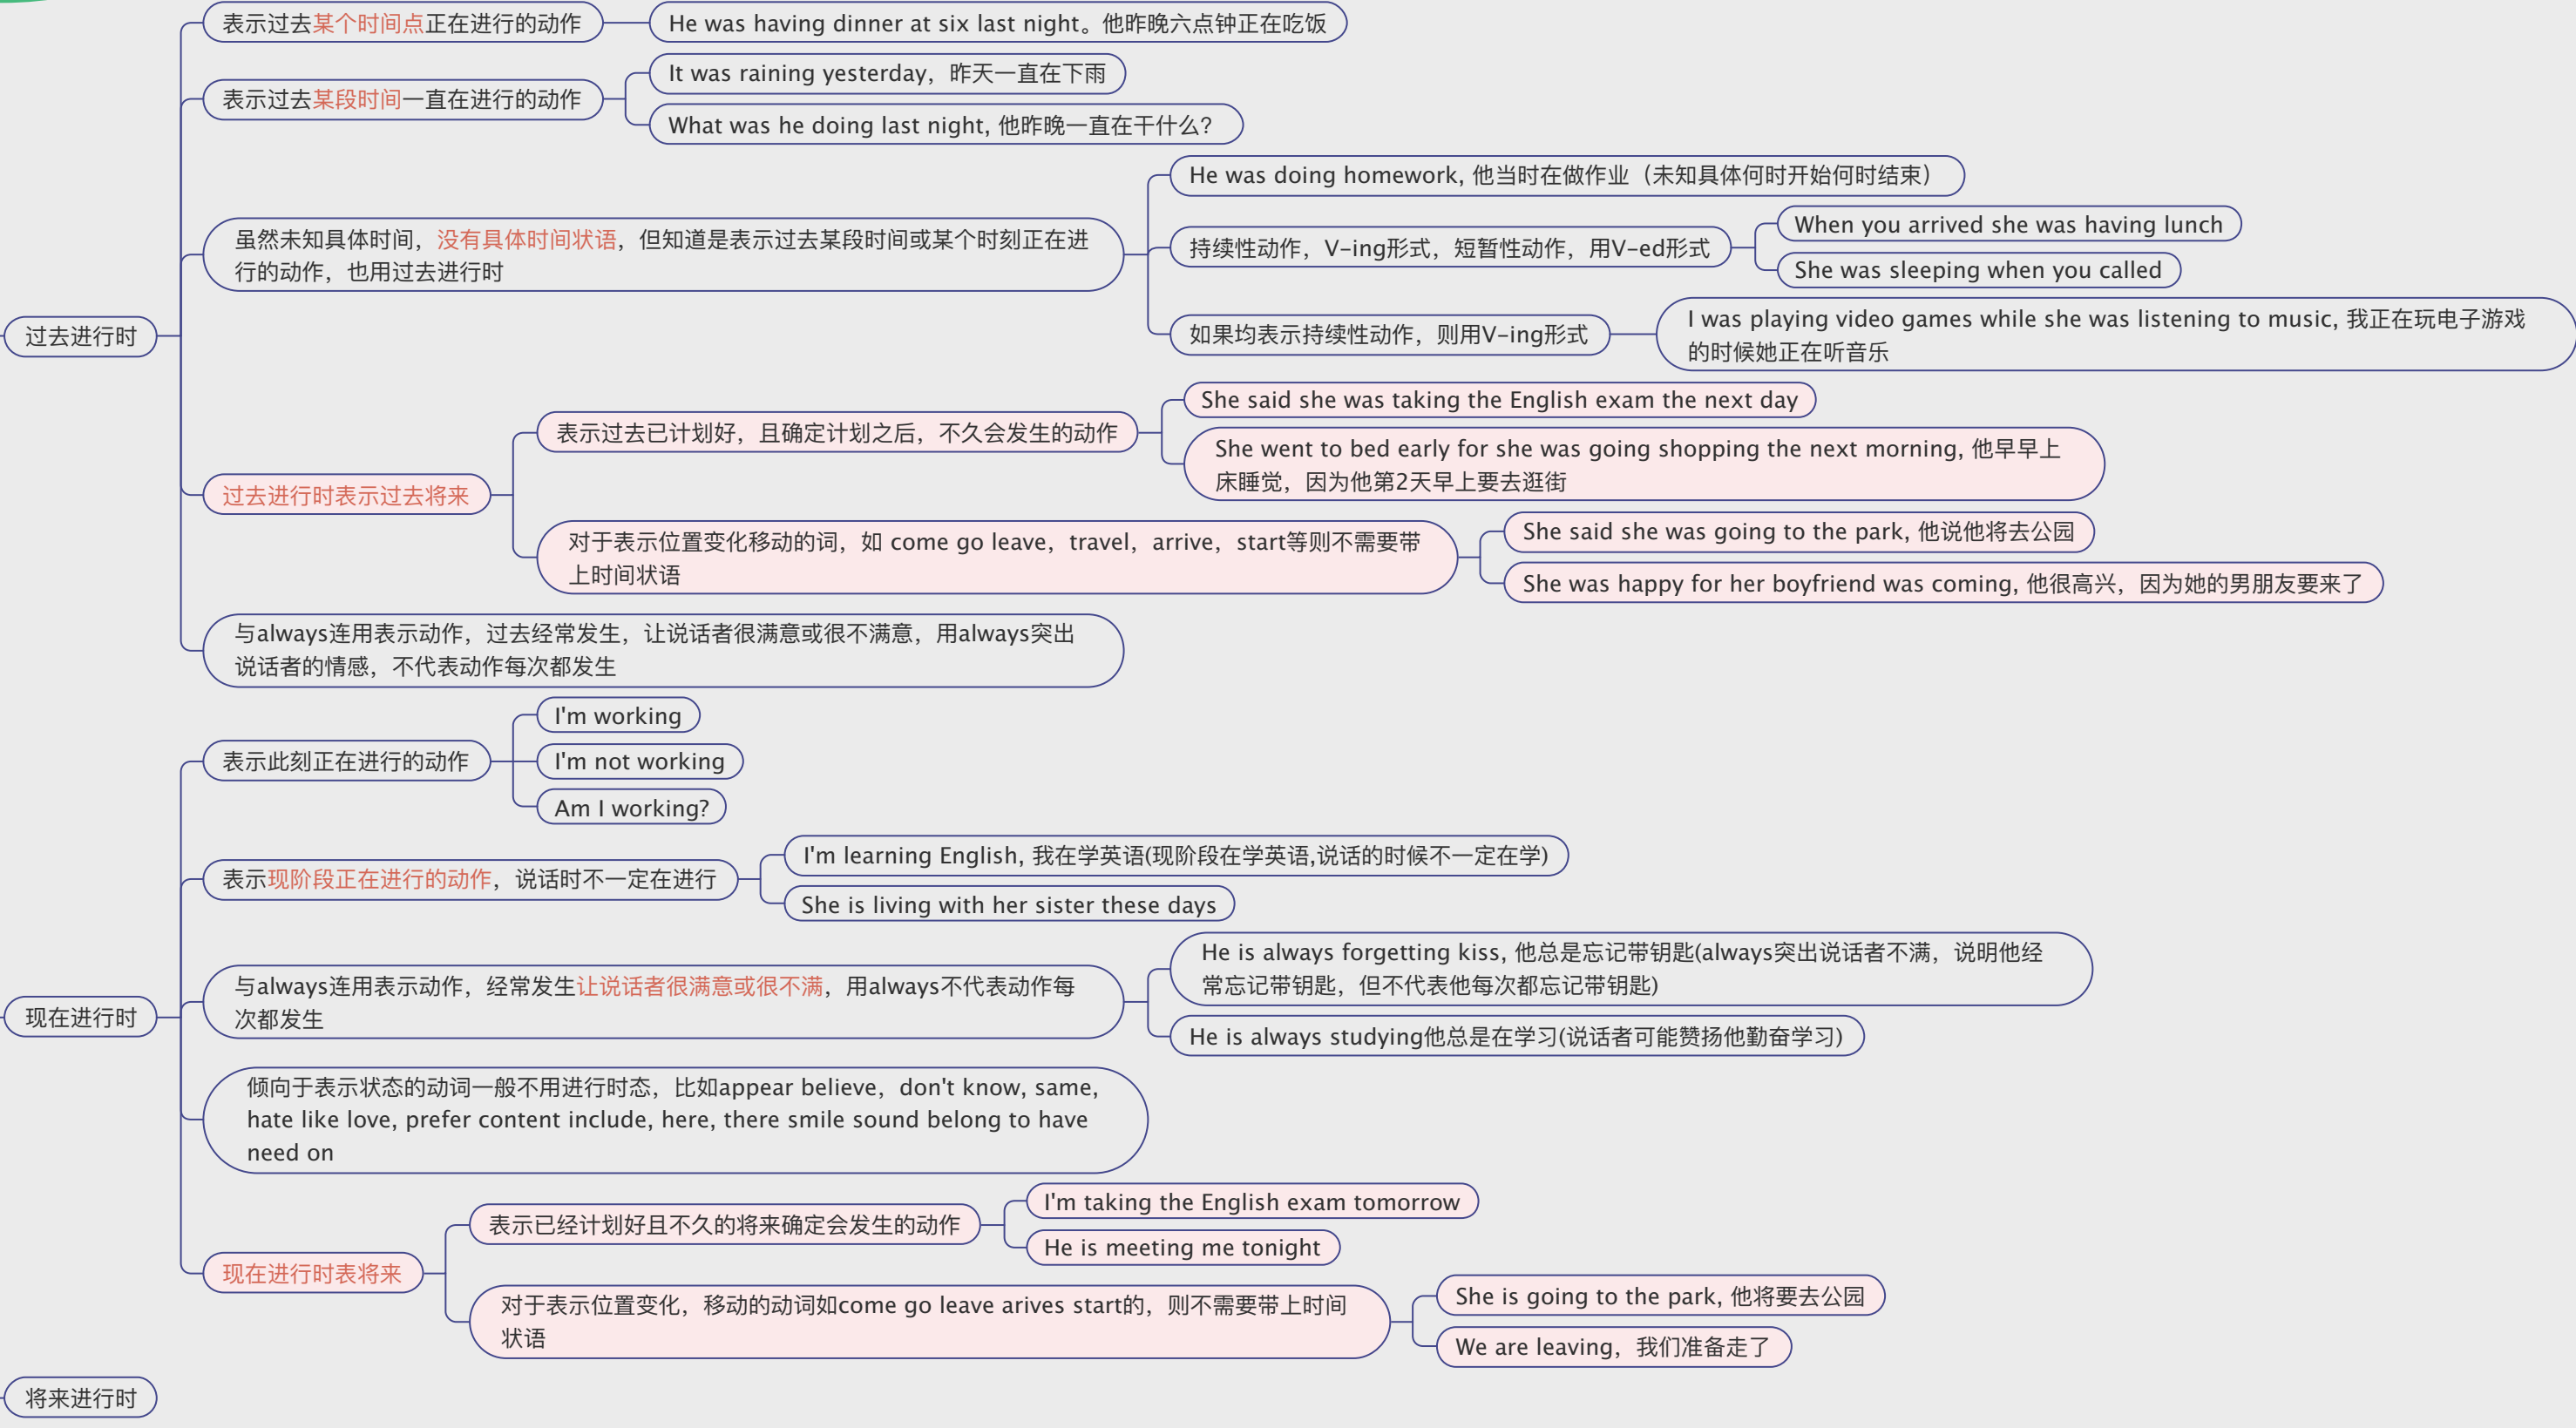 过去进行时
表示过去某个时间点正在进行的动作
He was having dinner at six last night。他昨晚六点钟正在吃饭
表示过去某段时间一直在进行的动作
It was raining yesterday，昨天一直在下雨
What was he doing last night, 他昨晚一直在干什么？
虽然未知具体时间，没有具体时间状语，但知道是表示过去某段时间或某个时刻正在进
行的动作，也用过去进行时
He was doing homework, 他当时在做作业（未知具体何时开始何时结束）
持续性动作，V-ing形式，短暂性动作，用V-ed形式
When you arrived she was having lunch
She was sleeping when you called
如果均表示持续性动作，则用V-ing形式
I was playing video games while she was listening to music, 我正在玩电子游戏
的时候她正在听音乐
过去进行时表示过去将来
表示过去已计划好，且确定计划之后，不久会发生的动作
She said she was taking the English exam the next day
She went to bed early for she was going shopping the next morning, 他早早上
床睡觉，因为他第2天早上要去逛街
对于表示位置变化移动的词，如 come go leave，travel，arrive，start等则不需要带
上时间状语
She said she was going to the park, 他说他将去公园
She was happy for her boyfriend was coming, 他很高兴，因为她的男朋友要来了
与always连用表示动作，过去经常发生，让说话者很满意或很不满意，用always突出
说话者的情感，不代表动作每次都发生
现在进行时
表示此刻正在进行的动作
I'm working
I'm not working
Am I working?
表示现阶段正在进行的动作，说话时不一定在进行
I'm learning English, 我在学英语(现阶段在学英语,说话的时候不一定在学)
She is living with her sister these days
与always连用表示动作，经常发生让说话者很满意或很不满，用always不代表动作每
次都发生
He is always forgetting kiss, 他总是忘记带钥匙(always突出说话者不满，说明他经
常忘记带钥匙，但不代表他每次都忘记带钥匙)
He is always studying他总是在学习(说话者可能赞扬他勤奋学习)
倾向于表示状态的动词一般不用进行时态，比如appear believe，don't know, same,
hate like love, prefer content include, here, there smile sound belong to have
need on
现在进行时表将来
表示已经计划好且不久的将来确定会发生的动作
I'm taking the English exam tomorrow
He is meeting me tonight
对于表示位置变化，移动的动词如come go leave arives start的，则不需要带上时间
状语
She is going to the park, 他将要去公园
We are leaving，我们准备走了
将来进行时